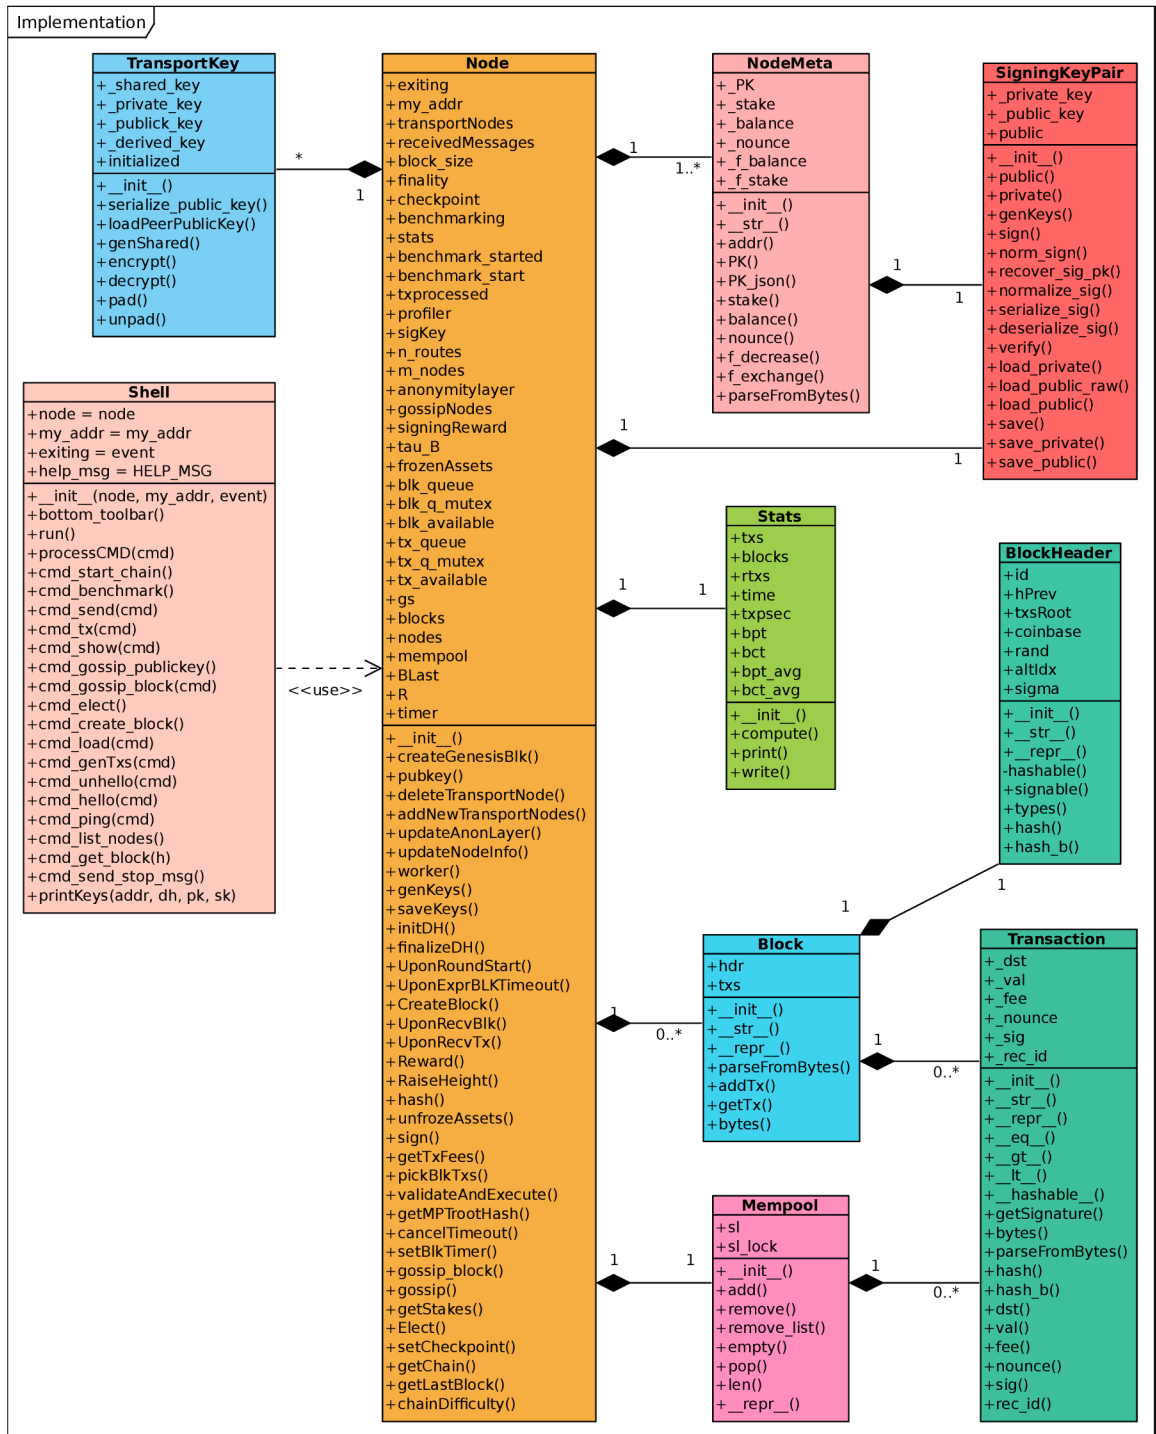 Implementation
TransportKey
+_shared_key
+_private_key
+_publick_key
+_derived_key
+initialized
+__init__()
+serialize_public_key()
+loadPeerPublicKey()
+genShared()
+encrypt()
+decrypt()
+pad()
+unpad()
*
1
Shell
+node = node
+my_addr = my_addr
+exiting = event
+help_msg = HELP_MSG
+__init__(node, my_addr, event)
+bottom_toolbar()
+run()
+processCMD(cmd)
+cmd_start_chain()
+cmd_benchmark()
+cmd_send(cmd)
+cmd_tx(cmd)
+cmd_show(cmd)
+cmd_gossip_publickey()
+cmd_gossip_block(cmd)
+cmd_elect()
+cmd_create_block()
+cmd_load(cmd)
+cmd_genTxs(cmd)
+cmd_unhello(cmd)
+cmd_hello(cmd)
+cmd_ping(cmd)
+cmd_list_nodes()
+cmd_get_block(h)
+cmd_send_stop_msg()
+printKeys(addr, dh, pk, sk)
<<use>>
Node
+exiting
+my_addr
+transportNodes
+receivedMessages
+block_size
+finality
+checkpoint
+benchmarking
+stats
+benchmark_started
+benchmark_start
+txprocessed
+profiler
+sigKey
+n_routes
+m_nodes
+anonymitylayer
+gossipNodes
+signingReward
+tau_B
+frozenAssets
+blk_queue
+blk_q_mutex
+blk_available
+tx_queue
+tx_q_mutex
+tx_available
+gs
+blocks
+nodes
+mempool
+BLast
+R
+timer
+__init__()
+createGenesisBlk()
+pubkey()
+deleteTransportNode()
+addNewTransportNodes()
+updateAnonLayer()
+updateNodeInfo()
+worker()
+genKeys()
+saveKeys()
+initDH()
+finalizeDH()
+UponRoundStart()
+UponExprBLKTimeout()
+CreateBlock()
+UponRecvBlk()
+UponRecvTx()
+Reward()
+RaiseHeight()
+hash()
+unfrozeAssets()
+sign()
+getTxFees()
+pickBlkTxs()
+validateAndExecute()
+getMPTrootHash()
+cancelTimeout()
+setBlkTimer()
+gossip_block()
+gossip()
+getStakes()
+Elect()
+setCheckpoint()
+getChain()
+getLastBlock()
+chainDifficulty()
1
1..*
NodeMeta
+_PK
+_stake
+_balance
+_nounce
+_f_balance
+_f_stake
+__init__()
+__str__()
+addr()
+PK()
+PK_json()
+stake()
+balance()
+nounce()
+f_decrease()
+f_exchange()
+parseFromBytes()
1
1
SigningKeyPair
+_private_key
+_public_key
+public
+__init__()
+public()
+private()
+genKeys()
+sign()
+norm_sign()
+recover_sig_pk()
+normalize_sig()
+serialize_sig()
+deserialize_sig()
+verify()
+load_private()
+load_public_raw()
+load_public()
+save()
+save_private()
+save_public()
1
1
Stats
+txs
+blocks
+rtxs
+time
+txpsec
+bpt
+bct
+bpt_avg
+bct_avg
+__init__()
+compute()
+print()
+write()
1
1
BlockHeader
+id
+hPrev
+txsRoot
+coinbase
+rand
+altIdx
+sigma
+__init__()
+__str__()
+__repr__()
-hashable()
+signable()
+types()
+hash()
+hash_b()
1
1
Block
+hdr
+txs
+__init__()
+__str__()
+__repr__()
+parseFromBytes()
+addTx()
+getTx()
+bytes()
1
0..*
1
0..*
Transaction
+_dst
+_val
+_fee
+_nounce
+_sig
+_rec_id
+__init__()
+__str__()
+__repr__()
+__eq__()
+__gt__()
+__lt__()
+__hashable__()
+getSignature()
+bytes()
+parseFromBytes()
+hash()
+hash_b()
+dst()
+val()
+fee()
+nounce()
+sig()
+rec_id()
Mempool
+sl
+sl_lock
+__init__()
+add()
+remove()
+remove_list()
+empty()
+pop()
+len()
+__repr__()
1
1
1
0..*